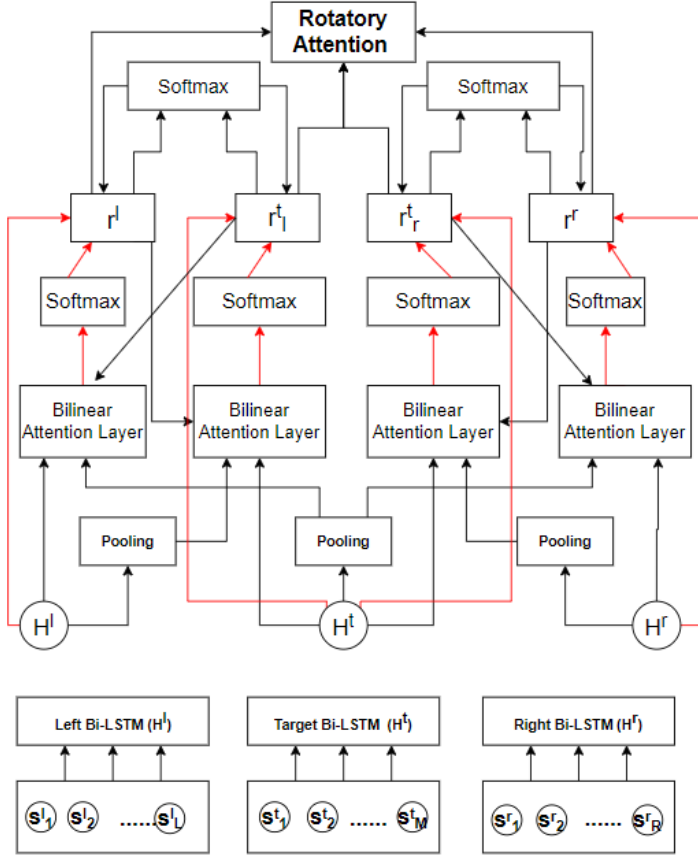 Rotatory
Attention
Softmax
Softmax
r^l
r^t_l
r^t_r
r^r
Softmax
Softmax
Softmax
Softmax
Bilinear
Attention Layer
Bilinear
Attention Layer
Bilinear
Attention Layer
Bilinear
Attention Layer
Pooling
Pooling
Pooling
H^l
H^t
H^r
Left Bi-LSTM (H^l)
Target Bi-LSTM (H^t)
Right Bi-LSTM (H^r)
s^l_1 s^l_2 ...... s^l_L
s^t_1 s^t_2 ...... s^t_M
s^r_1 s^r_2 ...... s^r_R